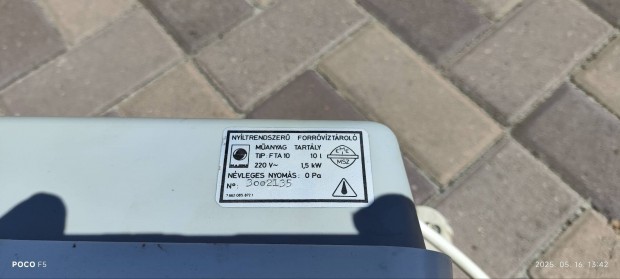 NYÍLTRENDSZERŰ FORRÓVÍZTÁROLÓ
MŰANYAG TARTÁLY
TIP FTA 10 10 l
220 V~ 1,5 kW
MSZ
NÉVLEGES NYOMÁS: 0 Pa
Nº 3002135
POCO F5
2025.05.16 13:42